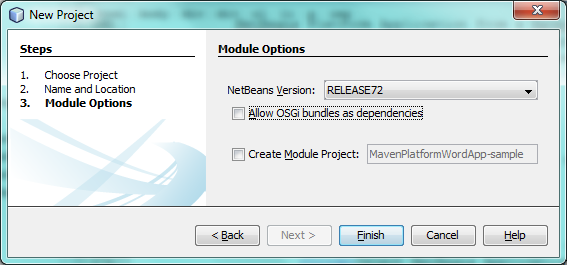 New Project
Steps
1. Choose Project
2. Name and Location
3. Module Options
Module Options
NetBeans Version: RELEASE72
Allow OSGi bundles as dependencies
Create Module Project: MavenPlatformWordApp-sample
< Back Next > Finish Cancel Help